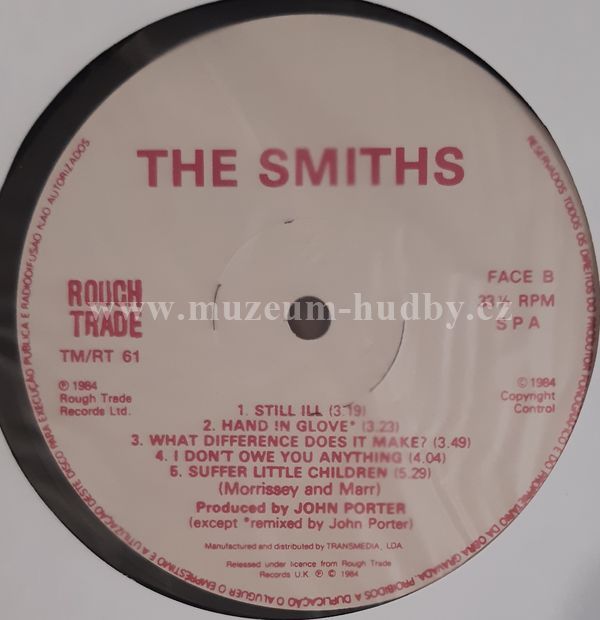 THE SMITHS
ROUGH
TRADE
TM/RT 61
FACE B
33⅓ RPM
SPA
www.muzeum-hudby.cz
℗ 1984
Rough Trade
Records Ltd.
© 1984
Copyright
Control
1. STILL ILL (3.19)
2. HAND IN GLOVE* (3.23)
3. WHAT DIFFERENCE DOES IT MAKE? (3.49)
4. I DON'T OWE YOU ANYTHING (4.04)
5. SUFFER LITTLE CHILDREN (5.29)
(Morrissey and Marr)
Produced by JOHN PORTER
(except *remixed by John Porter)
Manufactured and distributed by TRANSMEDIA, LDA.
Released under licence from Rough Trade
Records U.K. ℗ © 1984
RESERVADOS TODOS OS DIREITOS DO PRODUTOR FONOGRÁFICO E DO PROPRIETÁRIO DA OBRA GRAVADA. PROIBIDOS A DUPLICAÇÃO O ALUGUER O EMPRESTIMO E A UTILIZAÇÃO DESTE DISCO PARA EXECUÇÃO PUBLICA E RADIODIFUSÃO NÃO AUTORIZADOS